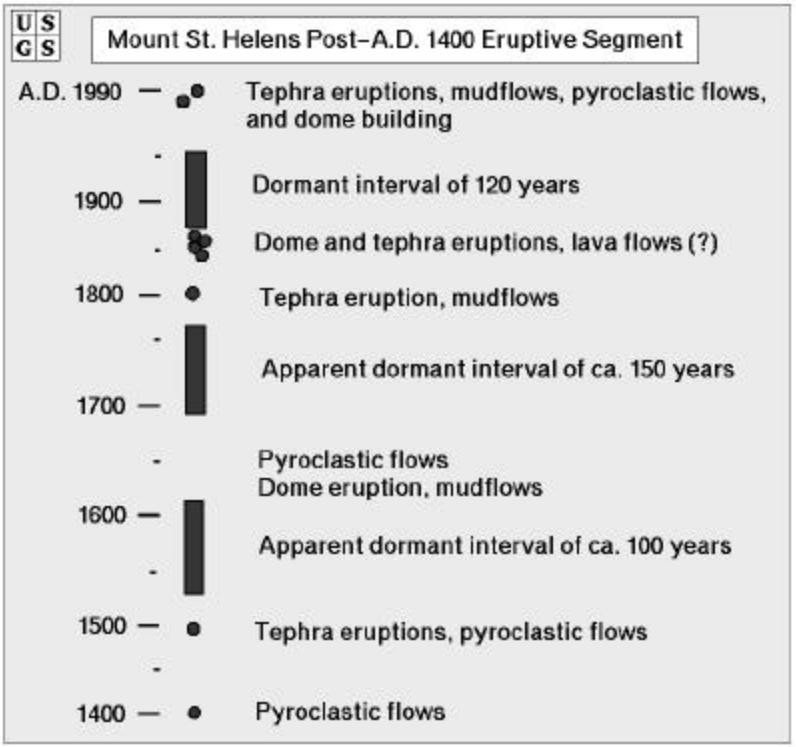 US
GS
Mount St. Helens Post–A.D. 1400 Eruptive Segment
A.D. 1990
Tephra eruptions, mudflows, pyroclastic flows,
and dome building
Dormant interval of 120 years
1900
Dome and tephra eruptions, lava flows (?)
1800
Tephra eruption, mudflows
Apparent dormant interval of ca. 150 years
1700
Pyroclastic flows
Dome eruption, mudflows
1600
Apparent dormant interval of ca. 100 years
1500
Tephra eruptions, pyroclastic flows
1400
Pyroclastic flows